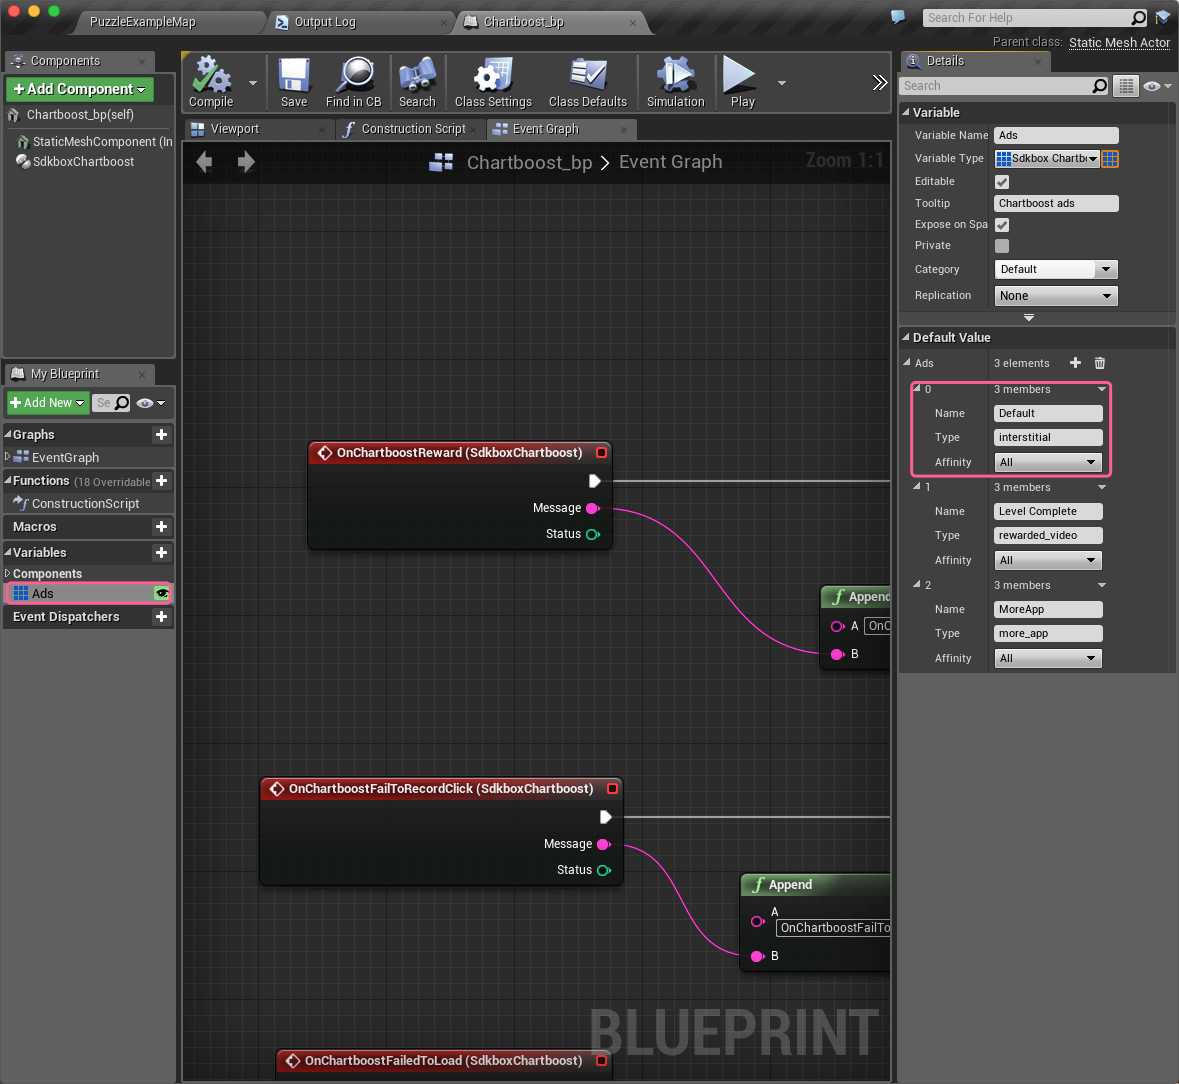 PuzzleExampleMap
Output Log
Chartboost_bp
Search For Help
Parent class: Static Mesh Actor
Components
+Add Component
Chartboost_bp(self)
StaticMeshComponent (In
SdkboxChartboost
Compile
Save
Find in CB
Search
Class Settings
Class Defaults
Simulation
Play
Viewport
Construction Script
Event Graph
Chartboost_bp > Event Graph
Zoom 1:1
My Blueprint
+Add New
Se
Graphs
EventGraph
Functions (18 Overridable
ConstructionScript
Macros
Variables
Components
Ads
Event Dispatchers
OnChartboostReward (SdkboxChartboost)
Message
Status
f Append
A OnC
B
OnChartboostFailToRecordClick (SdkboxChartboost)
Message
Status
f Append
A
OnChartboostFailTo
B
OnChartboostFailedToLoad (SdkboxChartboost)
BLUEPRINT
Details
Search
Variable
Variable Name Ads
Variable Type Sdkbox Chartb
Editable
Tooltip Chartboost ads
Expose on Spa
Private
Category Default
Replication None
Default Value
Ads 3 elements
0 3 members
Name Default
Type interstitial
Affinity All
1 3 members
Name Level Complete
Type rewarded_video
Affinity All
2 3 members
Name MoreApp
Type more_app
Affinity All